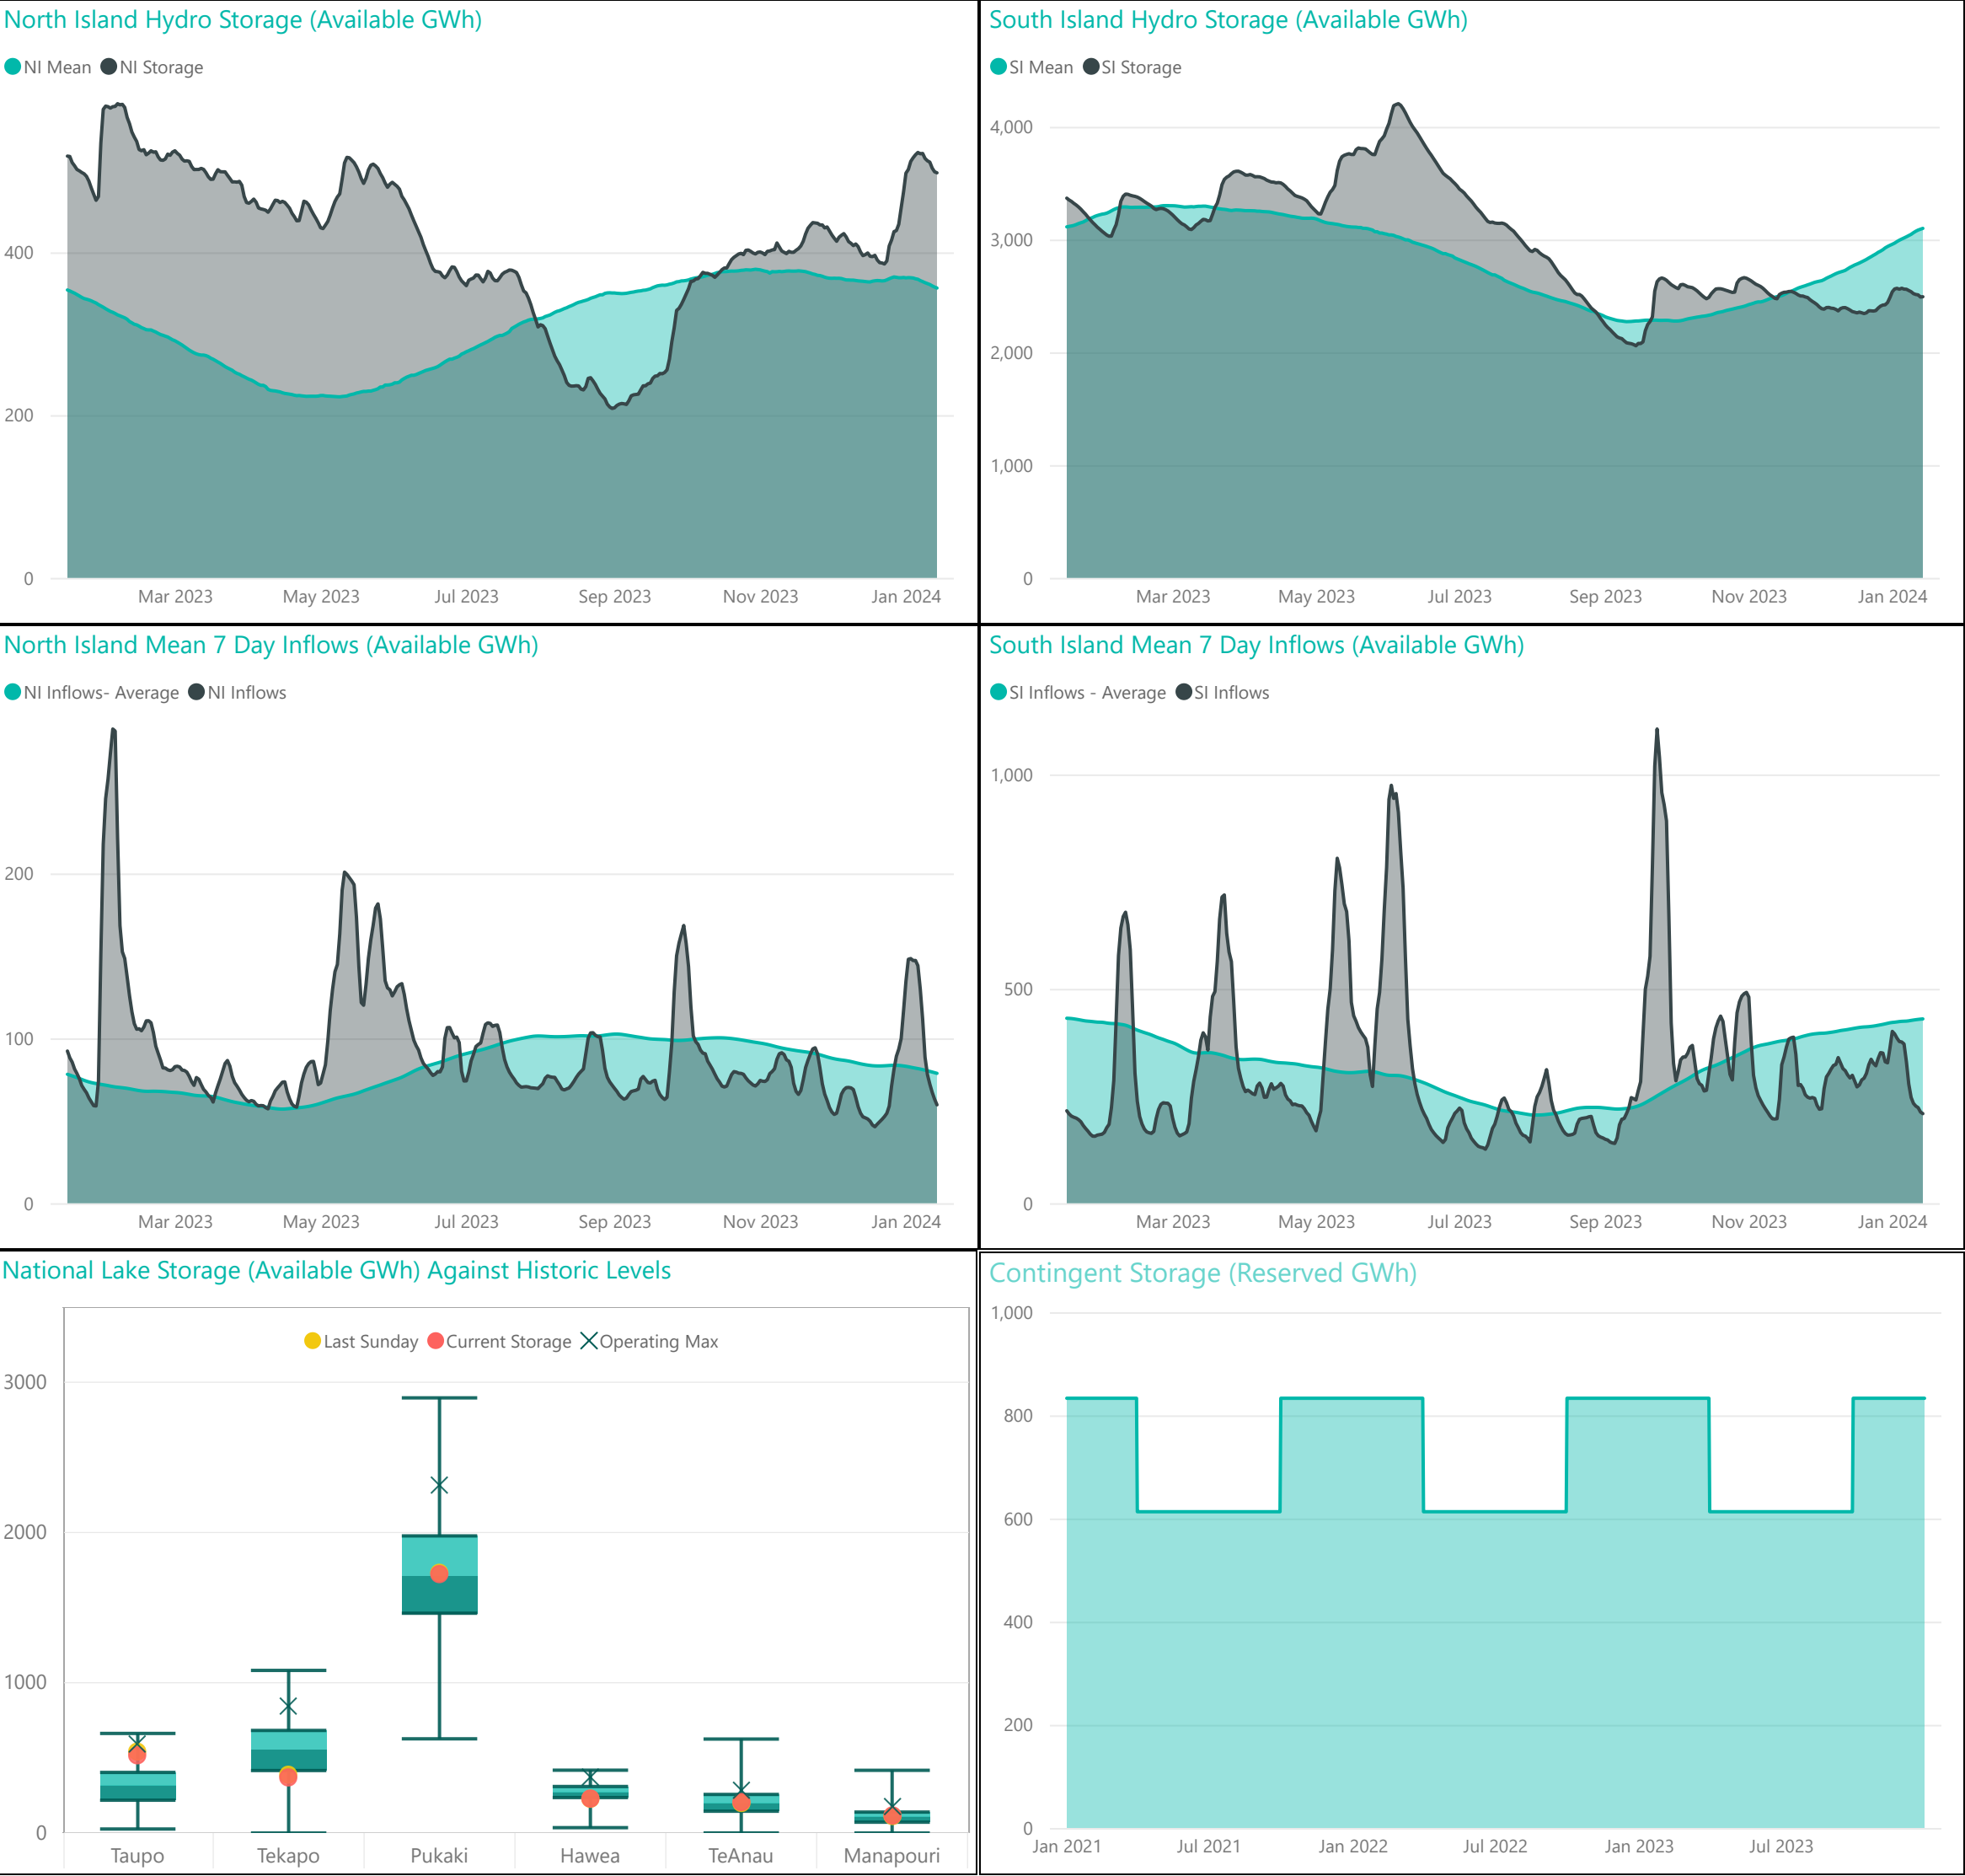 North Island Hydro Storage (Available GWh)
NI Mean NI Storage
400
200
0
Mar 2023 May 2023 Jul 2023 Sep 2023 Nov 2023 Jan 2024
South Island Hydro Storage (Available GWh)
SI Mean SI Storage
4,000
3,000
2,000
1,000
0
Mar 2023 May 2023 Jul 2023 Sep 2023 Nov 2023 Jan 2024
North Island Mean 7 Day Inflows (Available GWh)
NI Inflows- Average NI Inflows
200
100
0
Mar 2023 May 2023 Jul 2023 Sep 2023 Nov 2023 Jan 2024
South Island Mean 7 Day Inflows (Available GWh)
SI Inflows - Average SI Inflows
1,000
500
0
Mar 2023 May 2023 Jul 2023 Sep 2023 Nov 2023 Jan 2024
National Lake Storage (Available GWh) Against Historic Levels
Last Sunday Current Storage Operating Max
3000
2000
1000
0
Taupo Tekapo Pukaki Hawea TeAnau Manapouri
Contingent Storage (Reserved GWh)
1,000
800
600
400
200
0
Jan 2021 Jul 2021 Jan 2022 Jul 2022 Jan 2023 Jul 2023